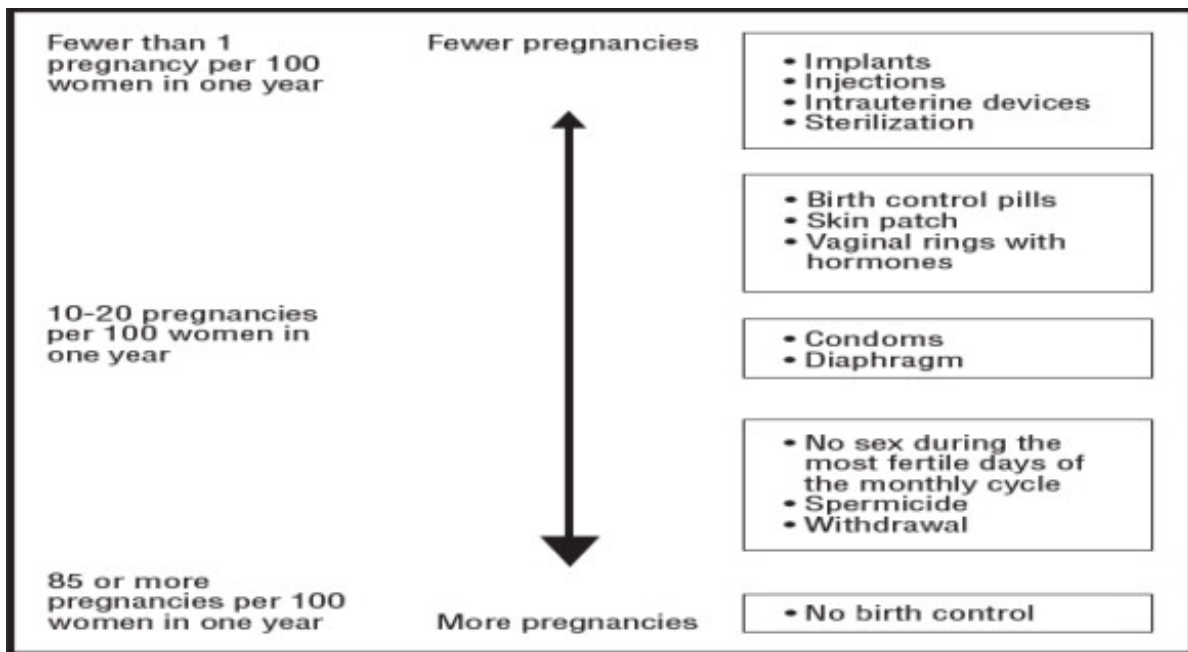 Fewer than 1
pregnancy per 100
women in one year
Fewer pregnancies
• Implants
• Injections
• Intrauterine devices
• Sterilization
• Birth control pills
• Skin patch
• Vaginal rings with
hormones
10-20 pregnancies
per 100 women in
one year
• Condoms
• Diaphragm
• No sex during the
most fertile days of
the monthly cycle
• Spermicide
• Withdrawal
85 or more
pregnancies per 100
women in one year
More pregnancies
• No birth control